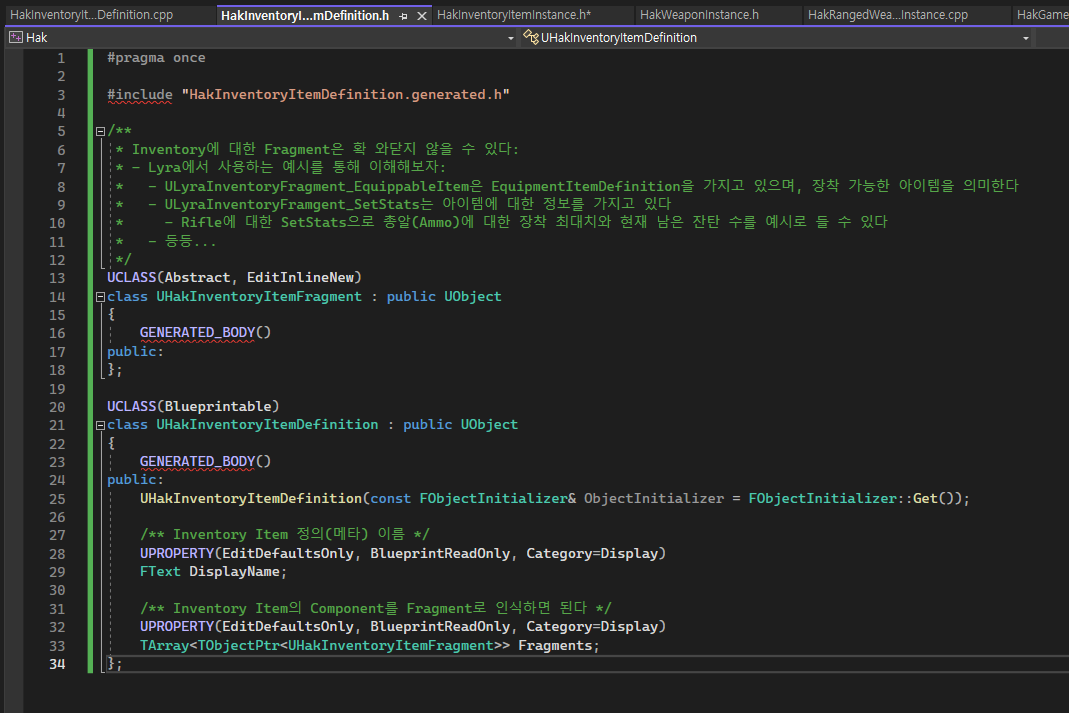 HakInventoryIt...Definition.cpp
HakInventoryI...mDefinition.h
HakInventoryItemInstance.h*
HakWeaponInstance.h
HakRangedWea...Instance.cpp
HakGame
Hak
UHakInventoryItemDefinition
1 #pragma once
2
3 #include "HakInventoryItemDefinition.generated.h"
4
5 /**
6 * Inventory에 대한 Fragment은 확 와닫지 않을 수 있다:
7 * - Lyra에서 사용하는 예시를 통해 이해해보자:
8 *   - ULyraInventoryFragment_EquippableItem은 EquipmentItemDefinition을 가지고 있으며, 장착 가능한 아이템을 의미한다
9 *   - ULyraInventoryFramgent_SetStats는 아이템에 대한 정보를 가지고 있다
10 *     - Rifle에 대한 SetStats으로 총알(Ammo)에 대한 장착 최대치와 현재 남은 잔탄 수를 예시로 들 수 있다
11 *   - 등등...
12 */
13 UCLASS(Abstract, EditInlineNew)
14 class UHakInventoryItemFragment : public UObject
15 {
16     GENERATED_BODY()
17 public:
18 };
19
20 UCLASS(Blueprintable)
21 class UHakInventoryItemDefinition : public UObject
22 {
23     GENERATED_BODY()
24 public:
25     UHakInventoryItemDefinition(const FObjectInitializer& ObjectInitializer = FObjectInitializer::Get());
26
27     /** Inventory Item 정의(메타) 이름 */
28     UPROPERTY(EditDefaultsOnly, BlueprintReadOnly, Category=Display)
29     FText DisplayName;
30
31     /** Inventory Item의 Component를 Fragment로 인식하면 된다 */
32     UPROPERTY(EditDefaultsOnly, BlueprintReadOnly, Category=Display)
33     TArray<TObjectPtr<UHakInventoryItemFragment>> Fragments;
34 };